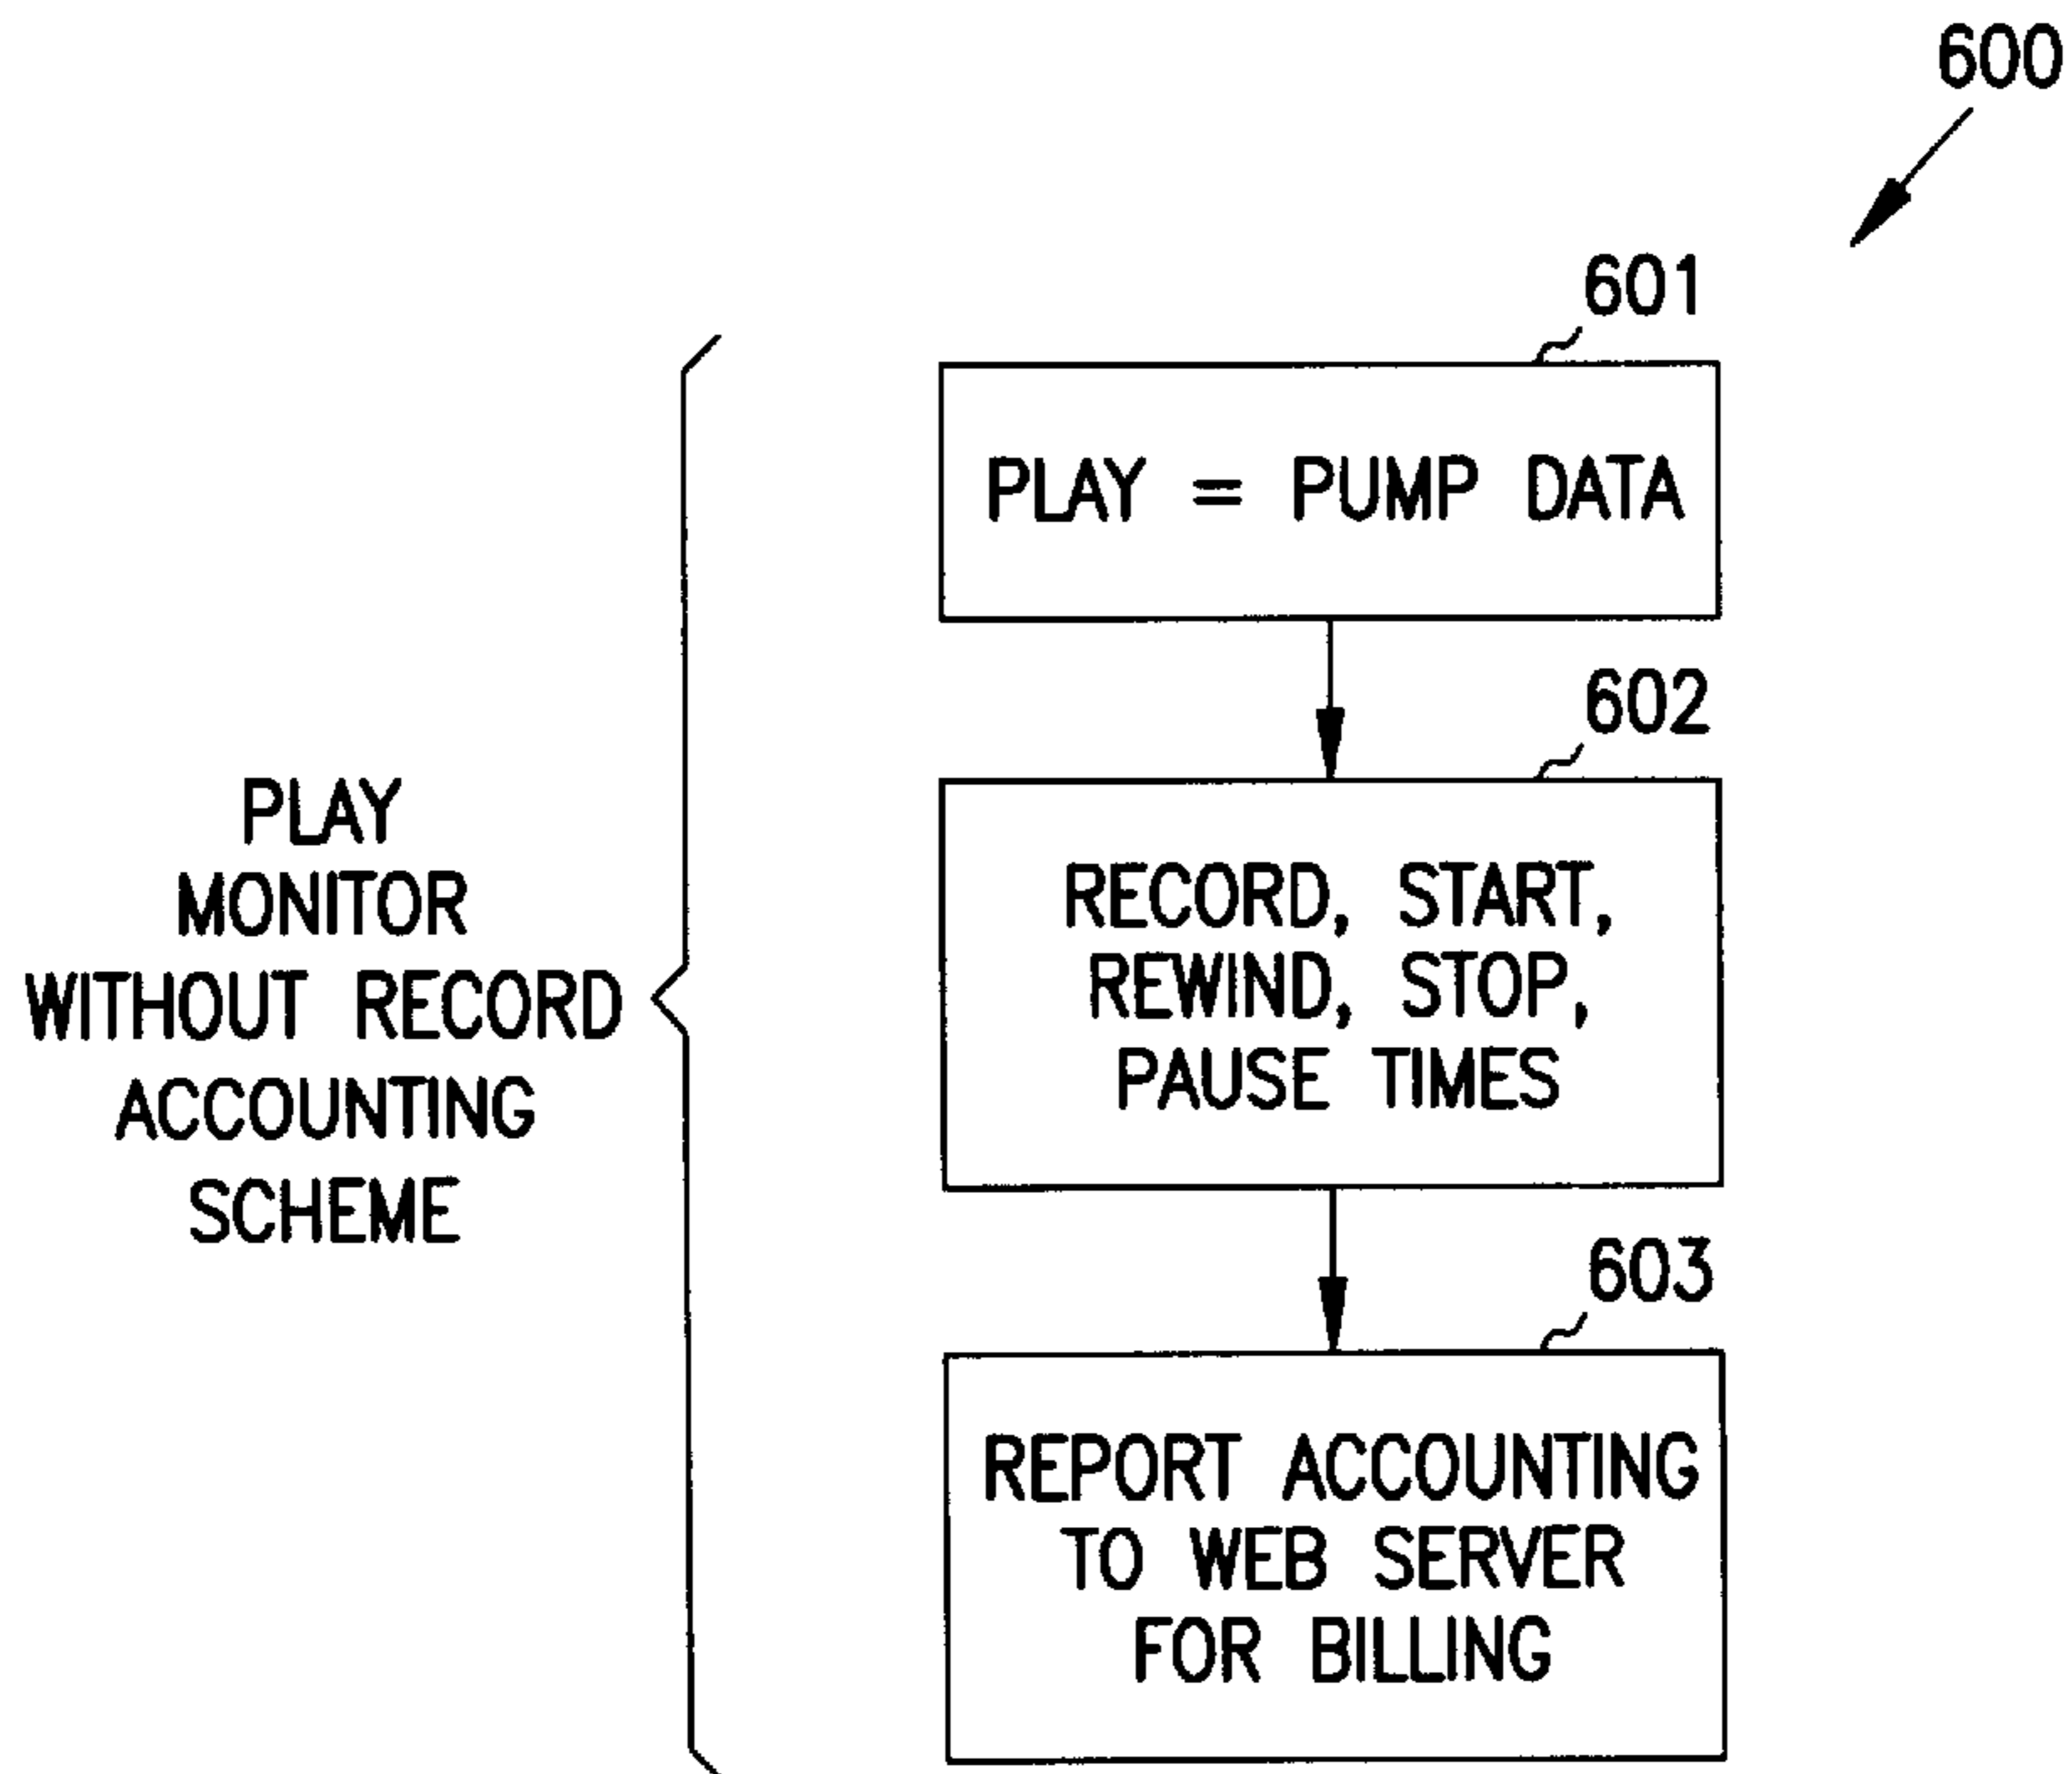 600
601
PLAY = PUMP DATA
602
RECORD, START,
REWIND, STOP,
PAUSE TIMES
603
REPORT ACCOUNTING
TO WEB SERVER
FOR BILLING
PLAY
MONITOR
WITHOUT RECORD
ACCOUNTING
SCHEME